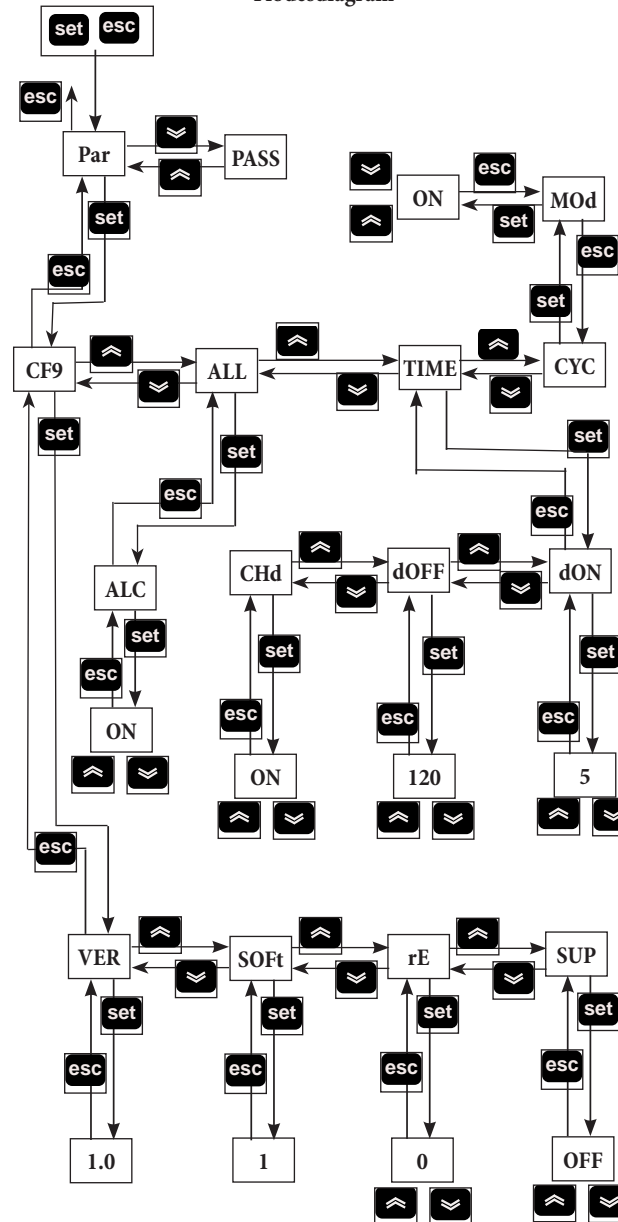 set esc
esc
Par
PASS
set
esc
ON
esc
MOd
set
esc
set
CF9
ALL
TIME
CYC
set
set
set
esc
esc
ALC
CHd
dOFF
dON
set
set
set
set
esc
esc
esc
esc
ON
ON
120
5
esc
VER
SOFt
rE
SUP
set
set
set
set
esc
esc
esc
esc
1.0
1
0
OFF